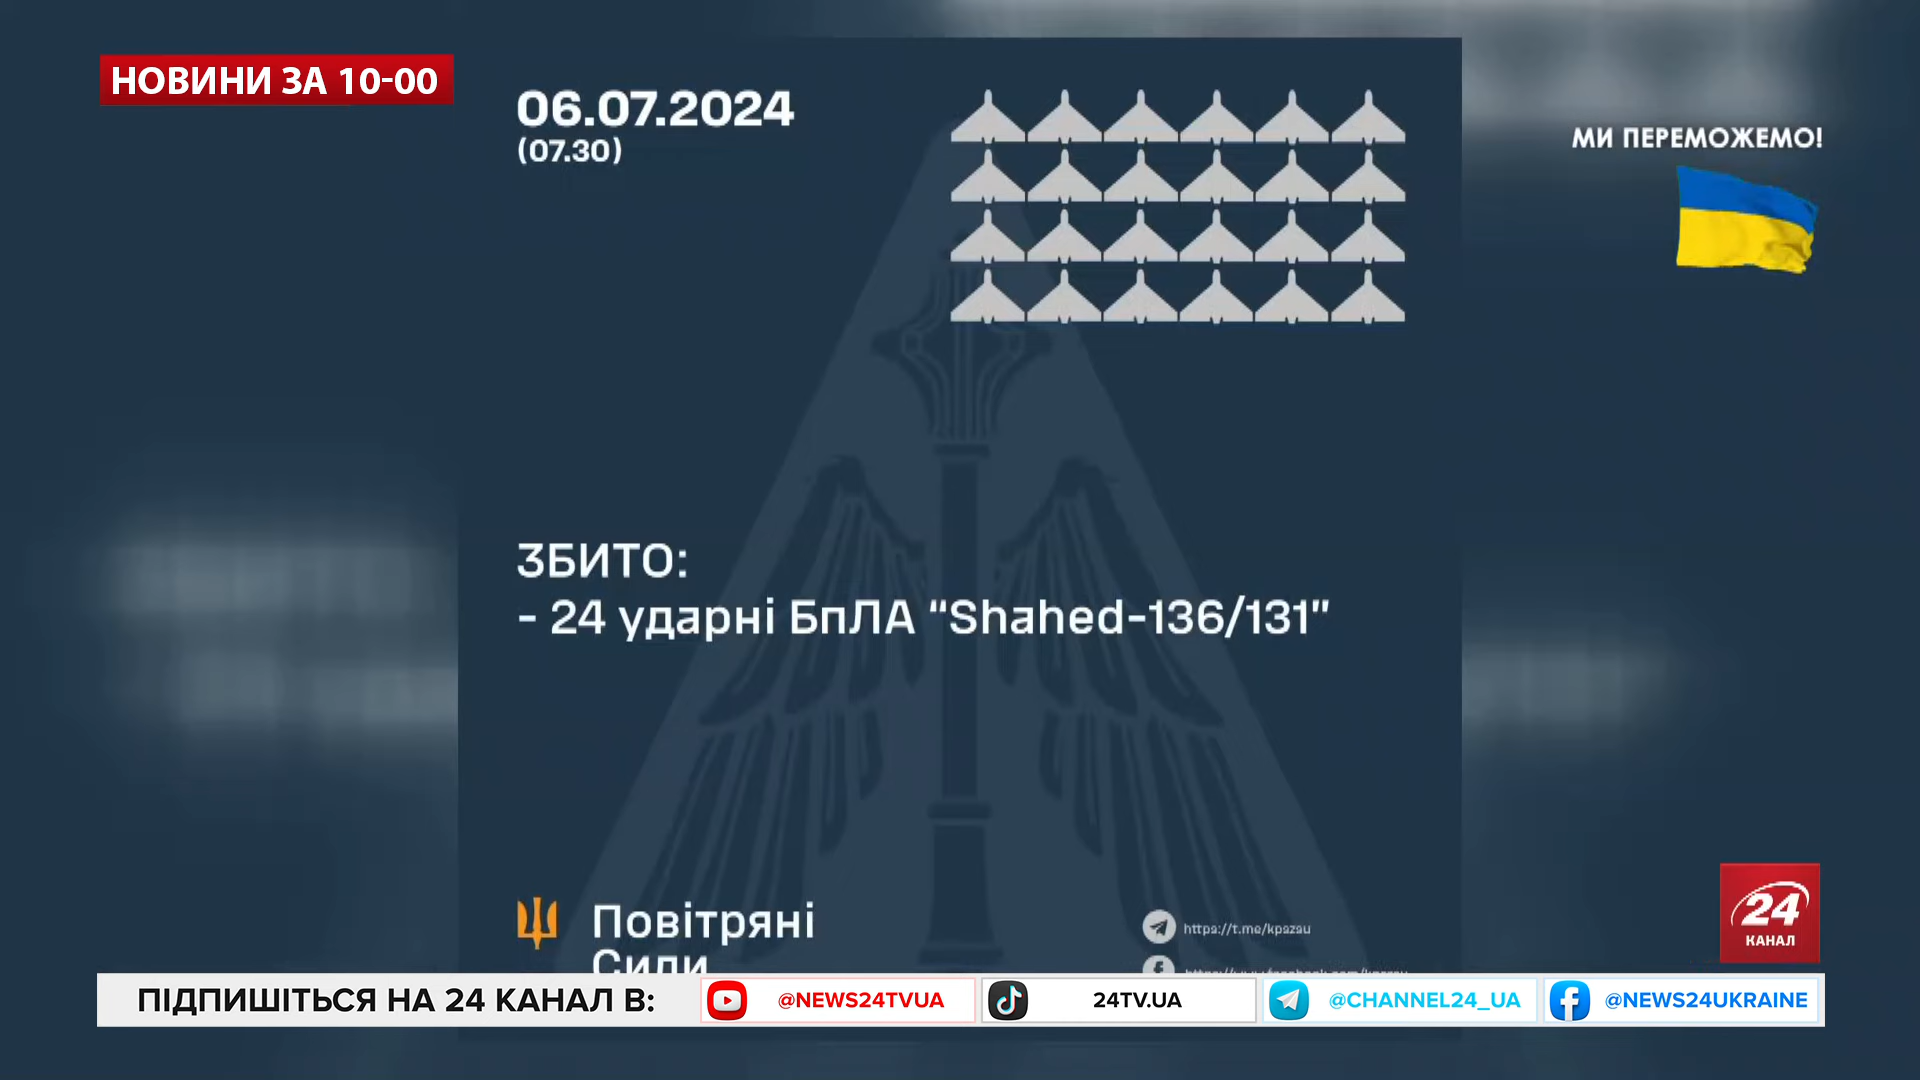 НОВИНИ ЗА 10-00
06.07.2024
(07.30)
МИ ПЕРЕМОЖЕМО!
ЗБИТО:
- 24 ударні БпЛА “Shahed-136/131”
Повітряні
Сили
https://t.me/kpszsu
24
КАНАЛ
ПІДПИШІТЬСЯ НА 24 КАНАЛ В:
@NEWS24TVUA
24TV.UA
@CHANNEL24_UA
@NEWS24UKRAINE